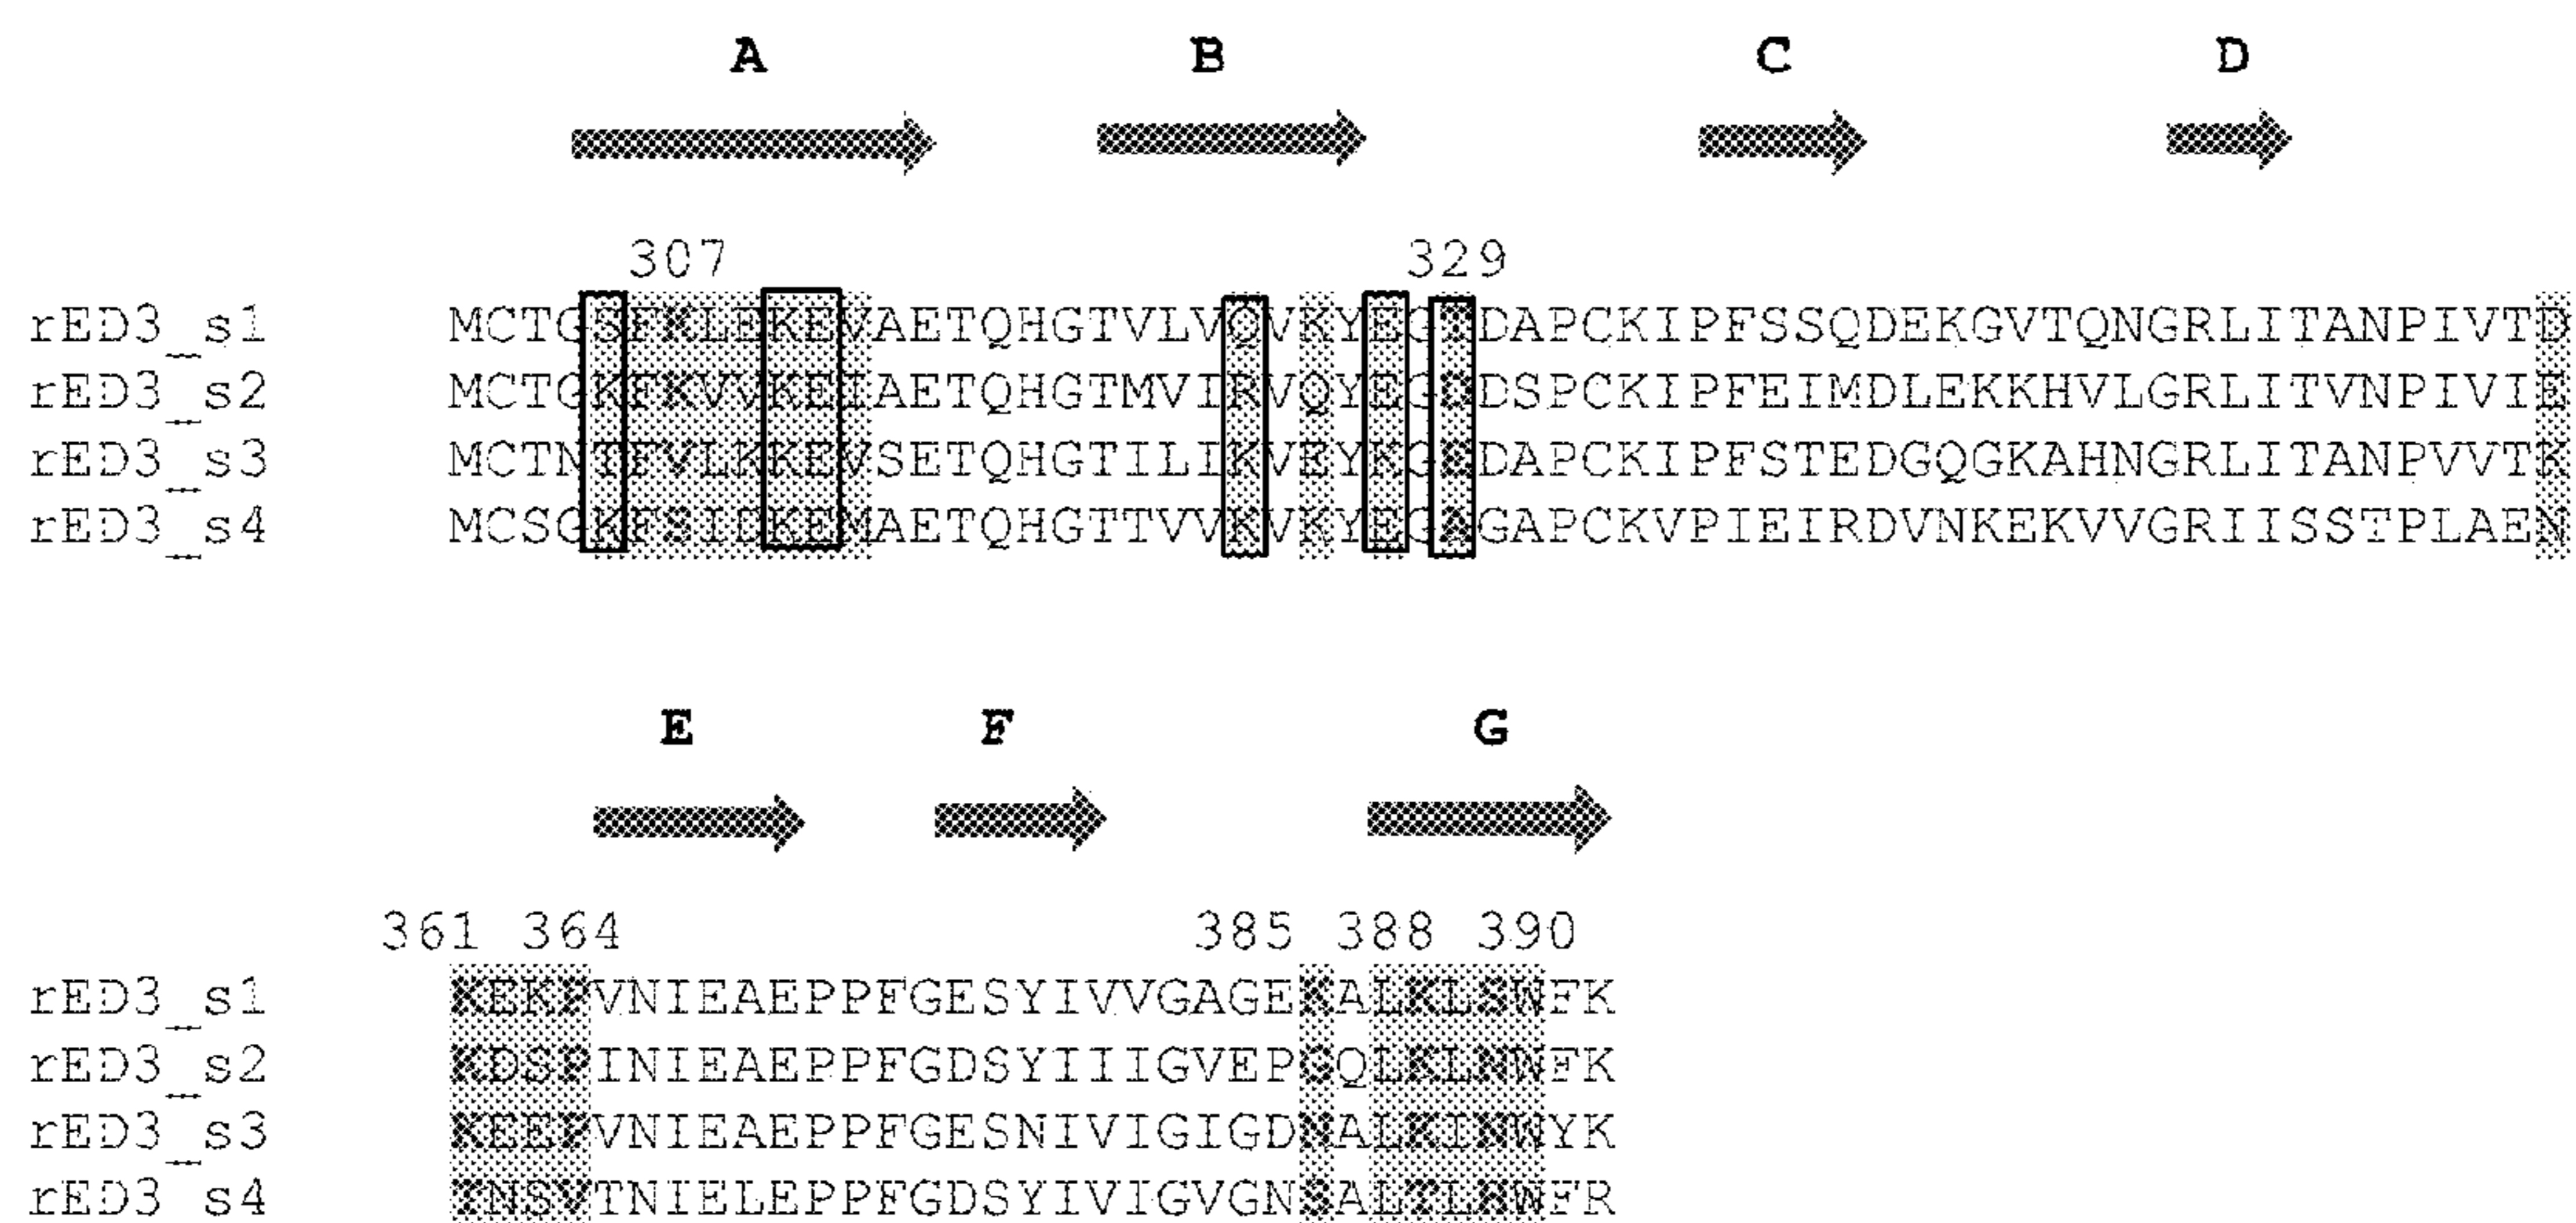 A B C D
307 329
rED3_s1 MCTGSFKLEKEVAETQHGTVLVQVKYEGTDAPCKIPFSSQDEKGVTQNGRLITANPIVTD
rED3_s2 MCTGKFKVVKEIAETQHGTMVIRVQYEGDDSPCKIPFEIMDLEKKHVLGRLITVNPIVIE
rED3_s3 MCTNTFVLKKEVSETQHGTILIKVEYKGEDAPCKIPFSTEDGQGKAHNGRLITANPVVTK
rED3_s4 MCSGKFSIDKEMAETQHGTTVVKVKYEGAGAPCKVPIEIRDVNKEKVVGRIISSTPLAEN
E F G
361 364 385 388 390
rED3_s1 KEKPVNIEAEPPFGESYIVVGAGEKALKLSWFK
rED3_s2 KDSPINIEAEPPFGDSYIIIGVEPGQLKLNWFK
rED3_s3 KEEPVNIEAEPPFGESNIVIGIGDNALKINWYK
rED3_s4 TNSVTNIELEPPFGDSYIVIGVGNSALTLHWFR